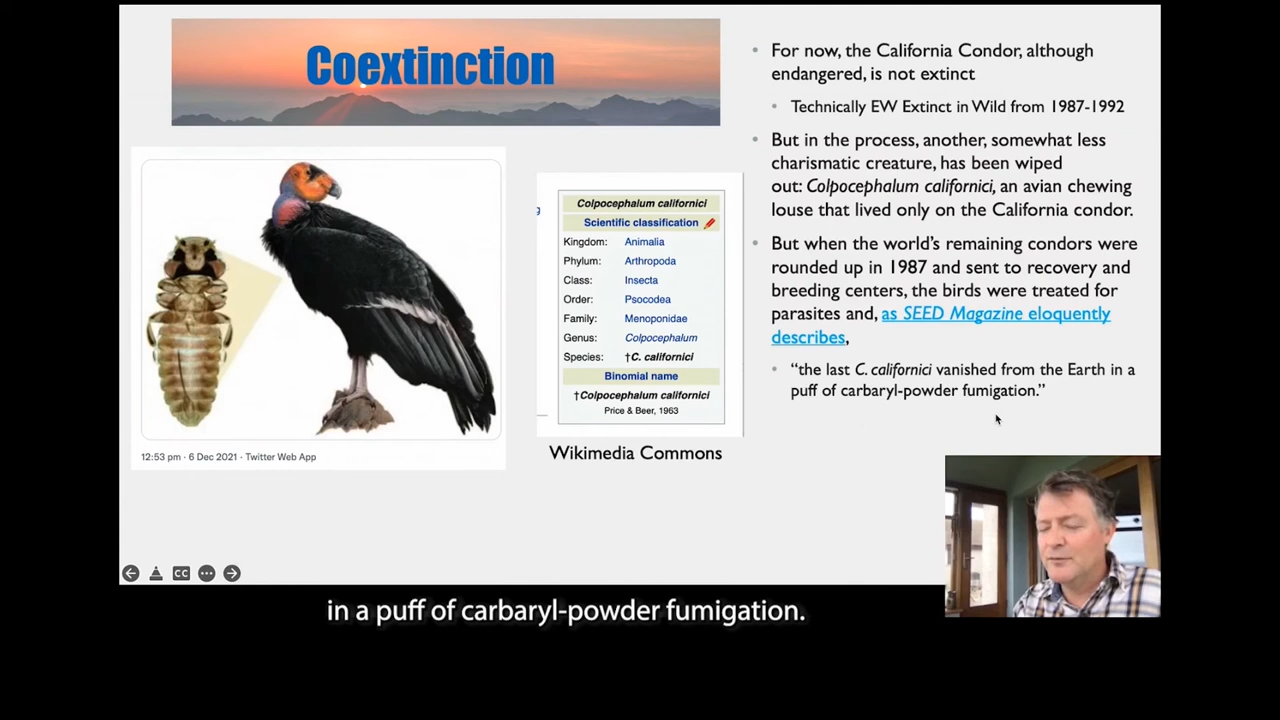 Coextinction
12:53 pm · 6 Dec 2021 · Twitter Web App
Colpocephalum californici
Scientific classification
Kingdom: Animalia
Phylum: Arthropoda
Class: Insecta
Order: Psocodea
Family: Menoponidae
Genus: Colpocephalum
Species: †C. californici
Binomial name
†Colpocephalum californici
Price & Beer, 1963
Wikimedia Commons
• For now, the California Condor, although
endangered, is not extinct
• Technically EW Extinct in Wild from 1987-1992
• But in the process, another, somewhat less
charismatic creature, has been wiped
out: Colpocephalum californici, an avian chewing
louse that lived only on the California condor.
• But when the world’s remaining condors were
rounded up in 1987 and sent to recovery and
breeding centers, the birds were treated for
parasites and, as SEED Magazine eloquently
describes,
• “the last C. californici vanished from the Earth in a
puff of carbaryl-powder fumigation.”
CC
in a puff of carbaryl-powder fumigation.